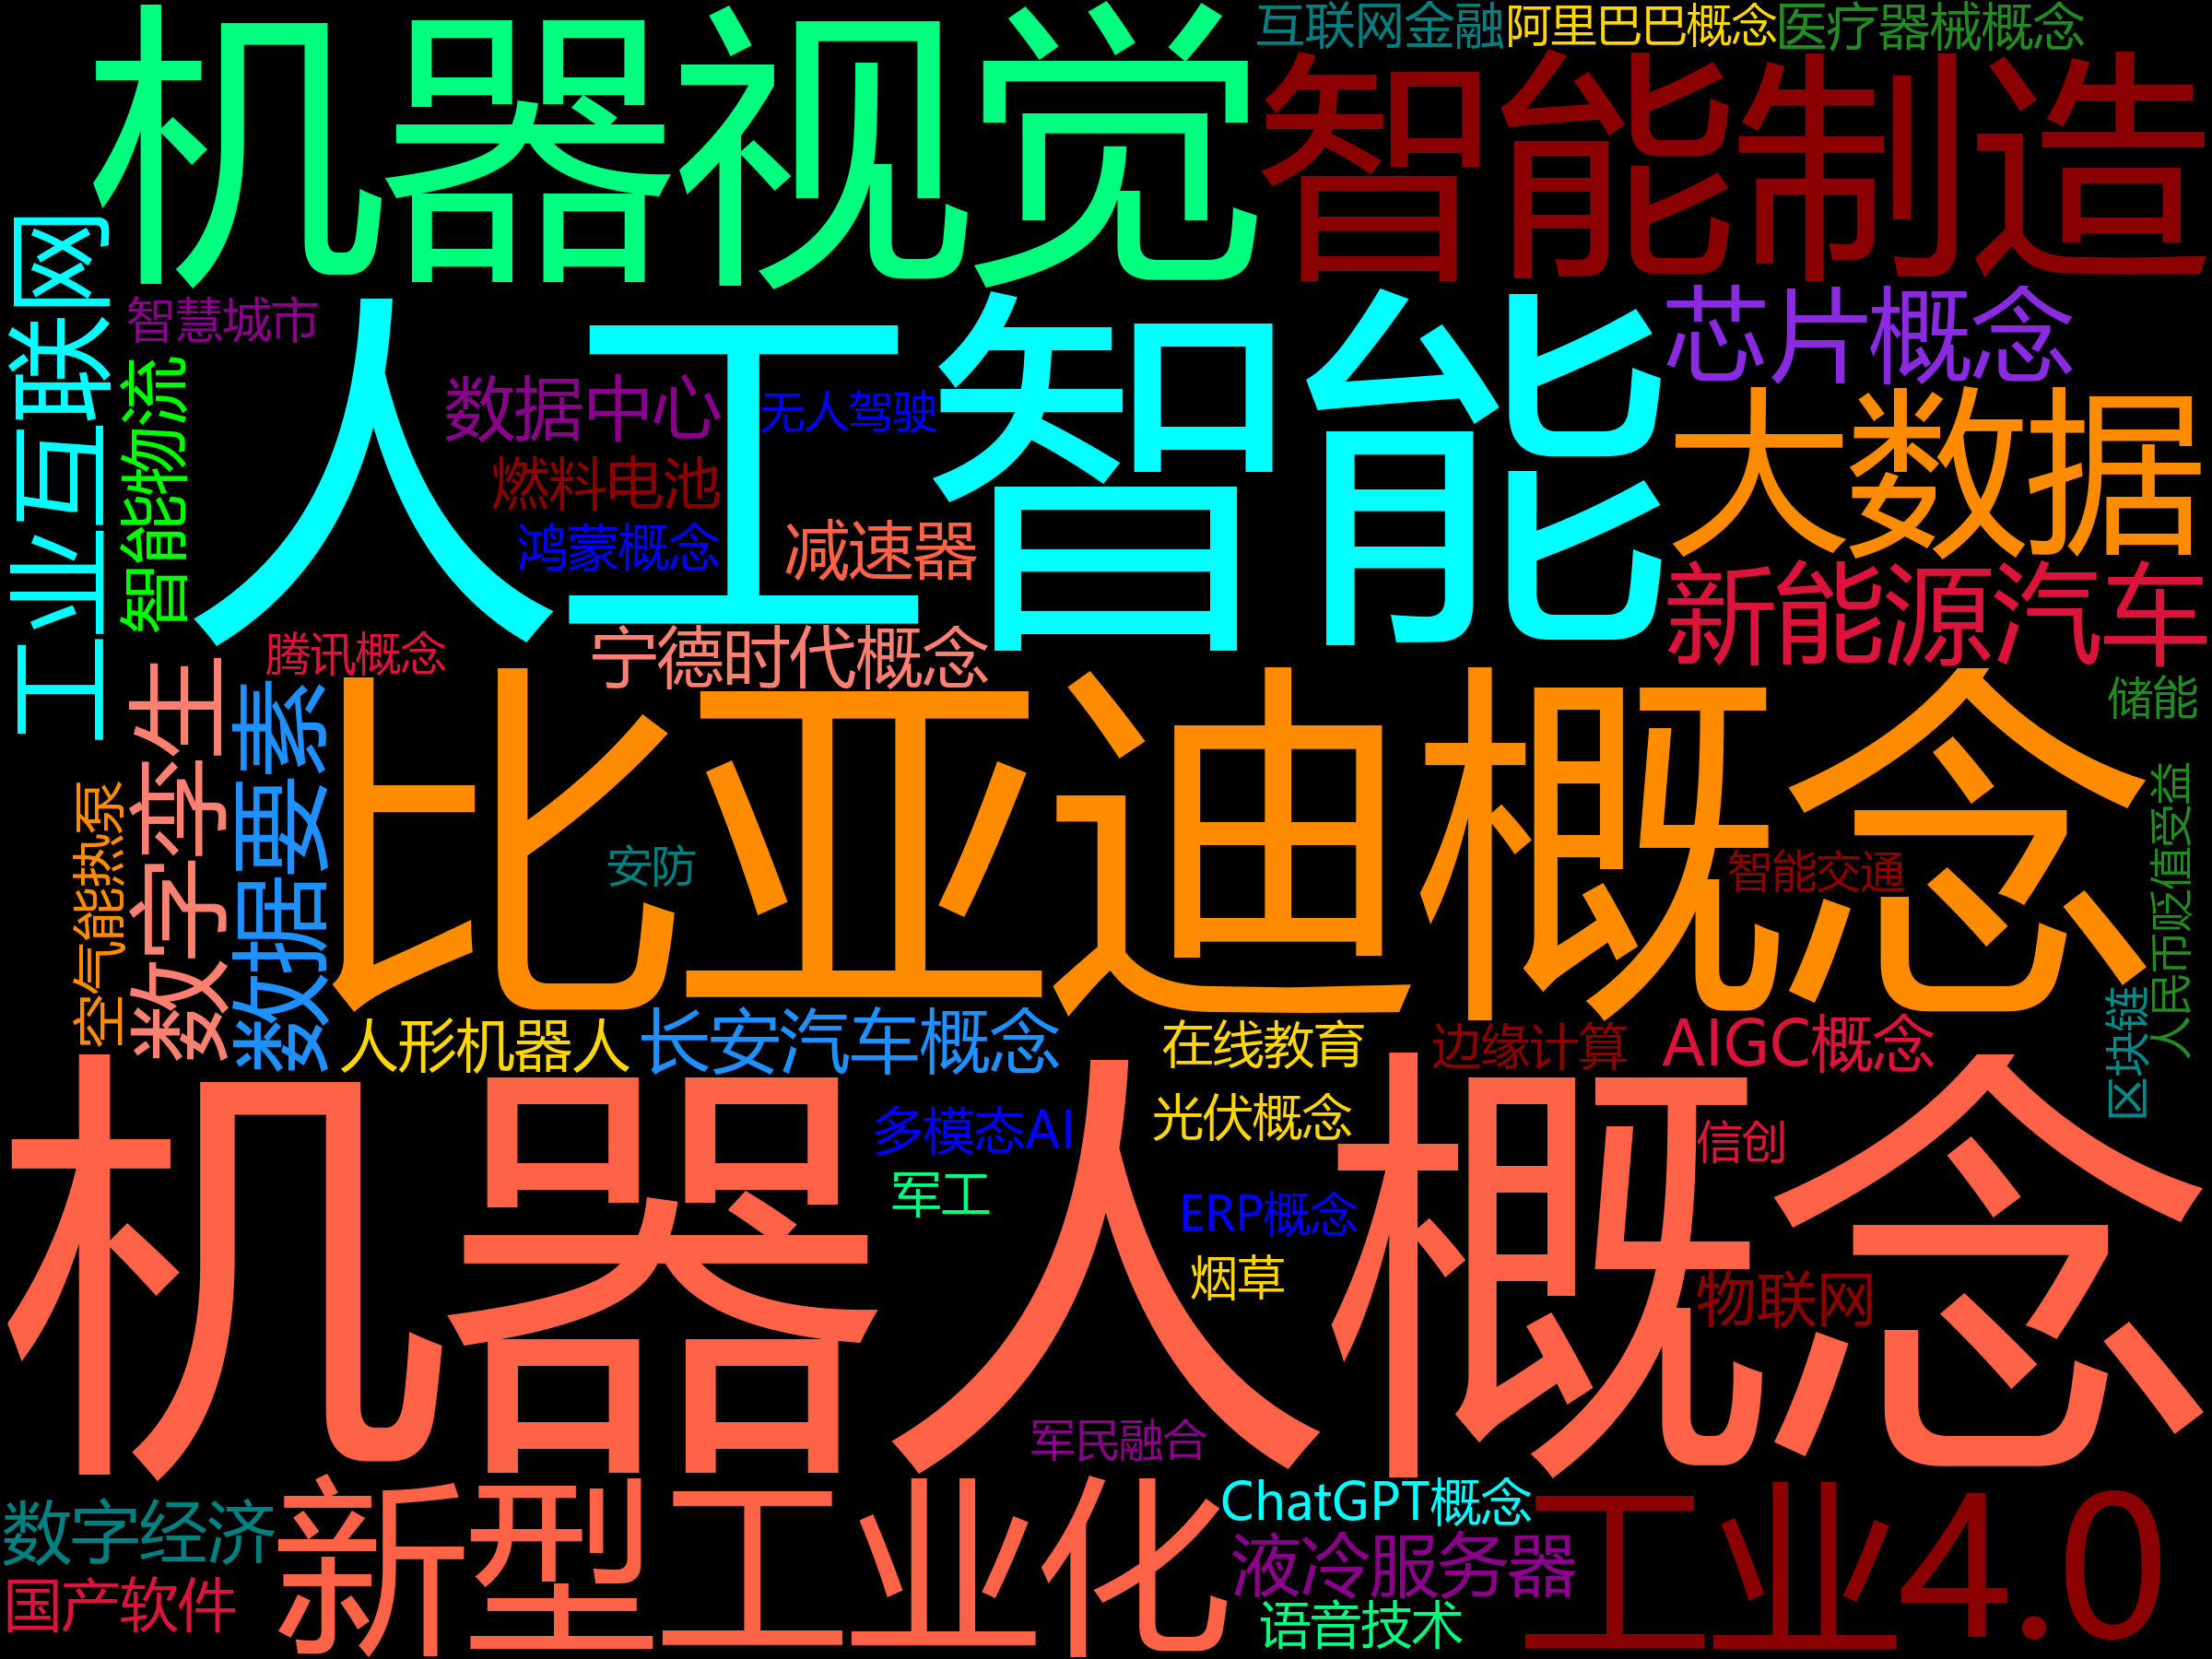 互联网金融
阿里巴巴概念
医疗器械概念
机器视觉
智能制造
工业互联网
智慧城市
人工智能
芯片概念
智能物流
数据中心
无人驾驶
大数据
燃料电池
鸿蒙概念
减速器
新能源汽车
腾讯概念
宁德时代概念
储能
数字孪生
数据要素
比亚迪概念
空气能热泵
安防
智能交通
人民币贬值受益
区块链
人形机器人
长安汽车概念
在线教育
边缘计算
AIGC概念
机器人概念
多模态AI
光伏概念
信创
军工
ERP概念
烟草
物联网
军民融合
数字经济
新型工业化
ChatGPT概念
工业4.0
液冷服务器
国产软件
语音技术